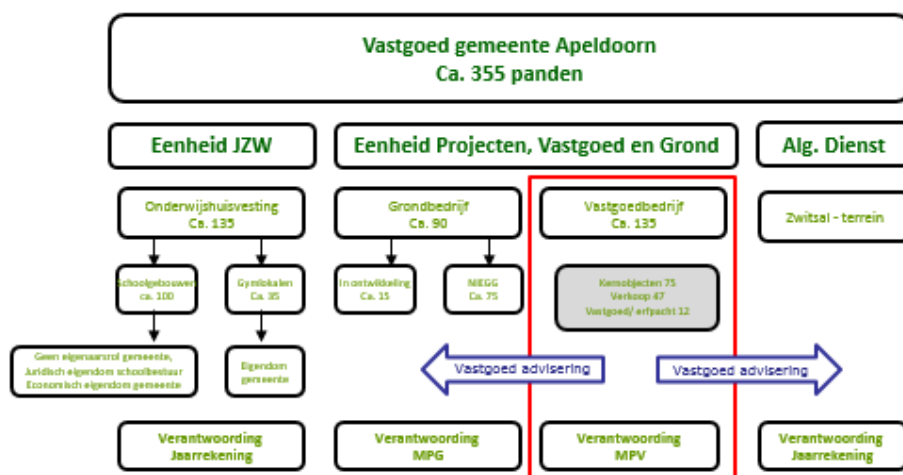 Vastgoed gemeente Apeldoorn
Ca. 355 panden
Eenheid JZW
Eenheid Projecten, Vastgoed en Grond
Alg. Dienst
Onderwijshuisvesting
Ca. 135
Grondbedrijf
Ca. 90
Vastgoedbedrijf
Ca. 135
Zwitsal - terrein
Schoolgebouwen
ca. 100
Gymlokalen
Ca. 35
In ontwikkeling
Ca. 15
NIEGG
Ca. 75
Kernobjecten 75
Verkoop 47
Vastgoed/ erfpacht 12
Geen eigenaarsrol gemeente,
Juridisch eigendom schoolbestuur
Economisch eigendom gemeente
Eigendom
gemeente
Vastgoed advisering
Vastgoed advisering
Verantwoording
Jaarrekening
Verantwoording
MPG
Verantwoording
MPV
Verantwoording
Jaarrekening